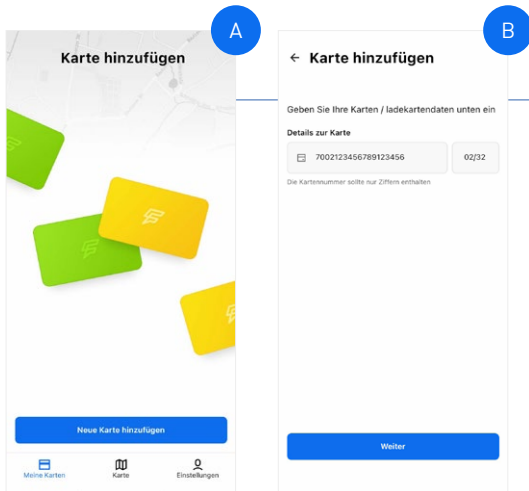 A
Karte hinzufügen
Neue Karte hinzufügen
Meine Karten
Karte
Einstellungen
B
← Karte hinzufügen
Geben Sie Ihre Karten / ladekartendaten unten ein
Details zur Karte
7002123456789123456
02/32
Die Kartennummer sollte nur Ziffern enthalten
Weiter